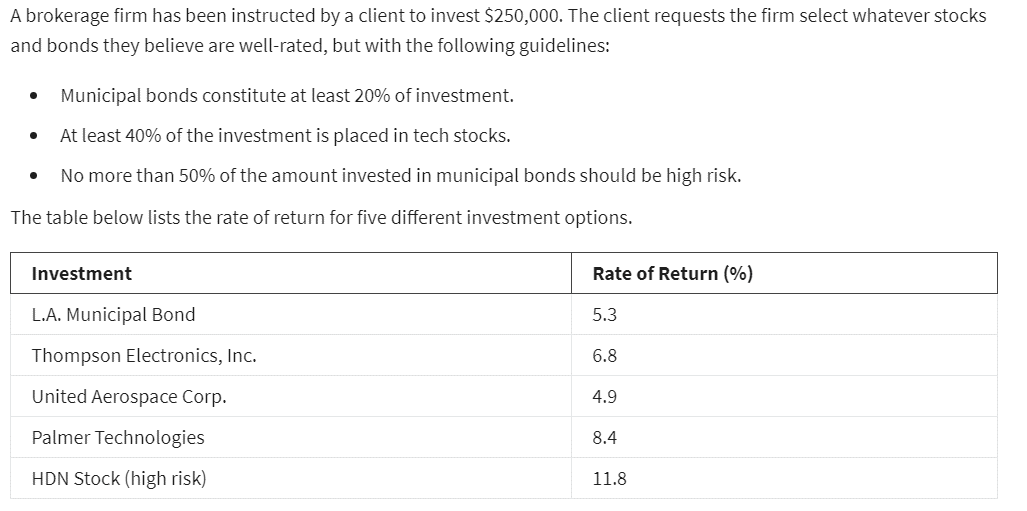 A brokerage firm has been instructed by a client to invest $250,000. The client requests the firm select whatever stocks
and bonds they believe are well-rated, but with the following guidelines:
• Municipal bonds constitute at least 20% of investment.
• At least 40% of the investment is placed in tech stocks.
• No more than 50% of the amount invested in municipal bonds should be high risk.
The table below lists the rate of return for five different investment options.
Investment Rate of Return (%)
L.A. Municipal Bond 5.3
Thompson Electronics, Inc. 6.8
United Aerospace Corp. 4.9
Palmer Technologies 8.4
HDN Stock (high risk) 11.8